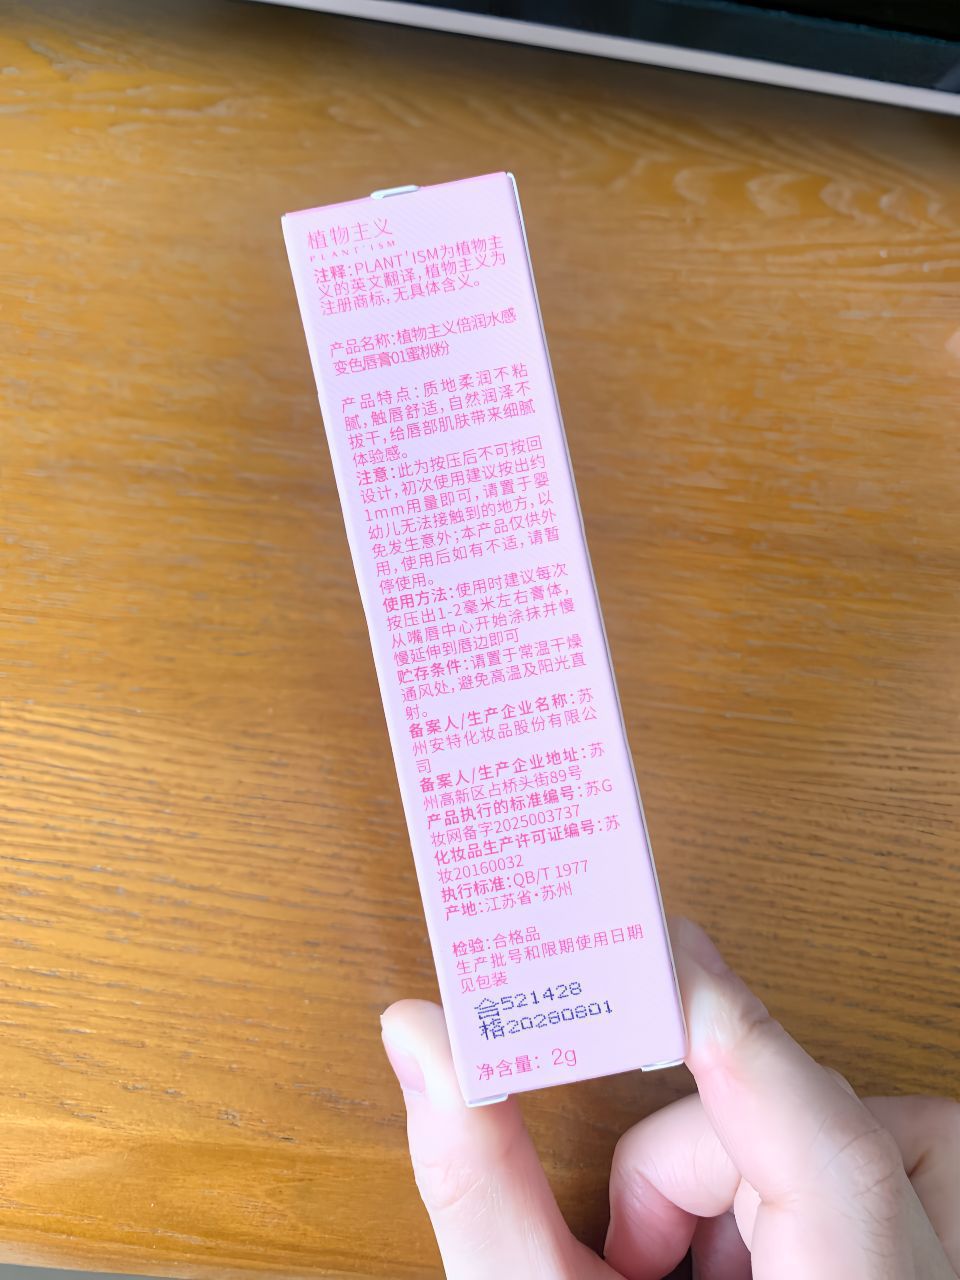 植物主义
PLANT'ISM
注释:PLANT'ISM为植物主
义的英文翻译,植物主义为
注册商标,无具体含义。
产品名称:植物主义倍润水感
变色唇膏01蜜桃粉
产品特点:质地柔润不粘
腻,触唇舒适,自然润泽不
拔干,给唇部肌肤带来细腻
体验感。
注意:此为按压后不可按回
设计,初次使用建议按出约
1mm用量即可,请置于婴
幼儿无法接触到的地方,以
免发生意外;本产品仅供外
用,使用后如有不适,请暂
停使用。
使用方法:使用时建议每次
按压出1-2毫米左右膏体,
从嘴唇中心开始涂抹并慢
慢延伸到唇边即可
贮存条件:请置于常温干燥
通风处,避免高温及阳光直
射。
备案人/生产企业名称:苏
州安特化妆品股份有限公
司
备案人/生产企业地址:苏
州高新区占桥头街89号
产品执行的标准编号:苏G
妆网备字2025003737
化妆品生产许可证编号:苏
妆20160032
执行标准:QB/T 1977
产地:江苏省·苏州
检验:合格品
生产批号和限期使用日期
见包装
合521428
格20280801
净含量: 2g